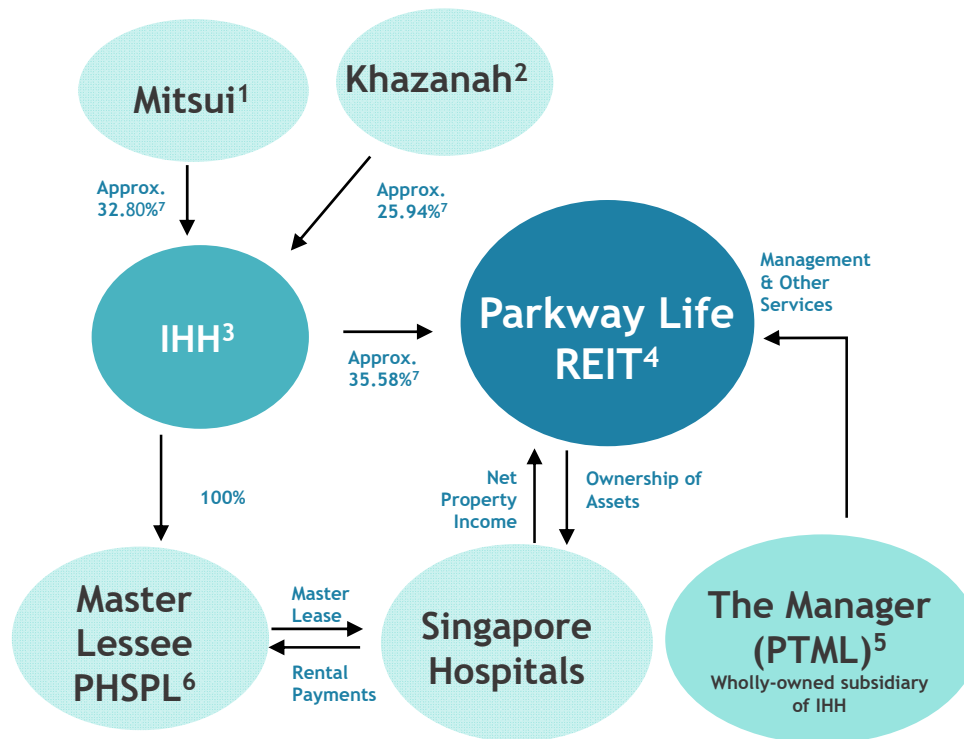 Mitsui¹
Khazanah²
Approx.
32.80%⁷
Approx.
25.94%⁷
IHH³
Approx.
35.58%⁷
Parkway Life
REIT⁴
Management
& Other
Services
100%
Net
Property
Income
Ownership of
Assets
Master
Lessee
PHSPL⁶
Master
Lease
Rental
Payments
Singapore
Hospitals
The Manager
(PTML)⁵
Wholly-owned subsidiary
of IHH